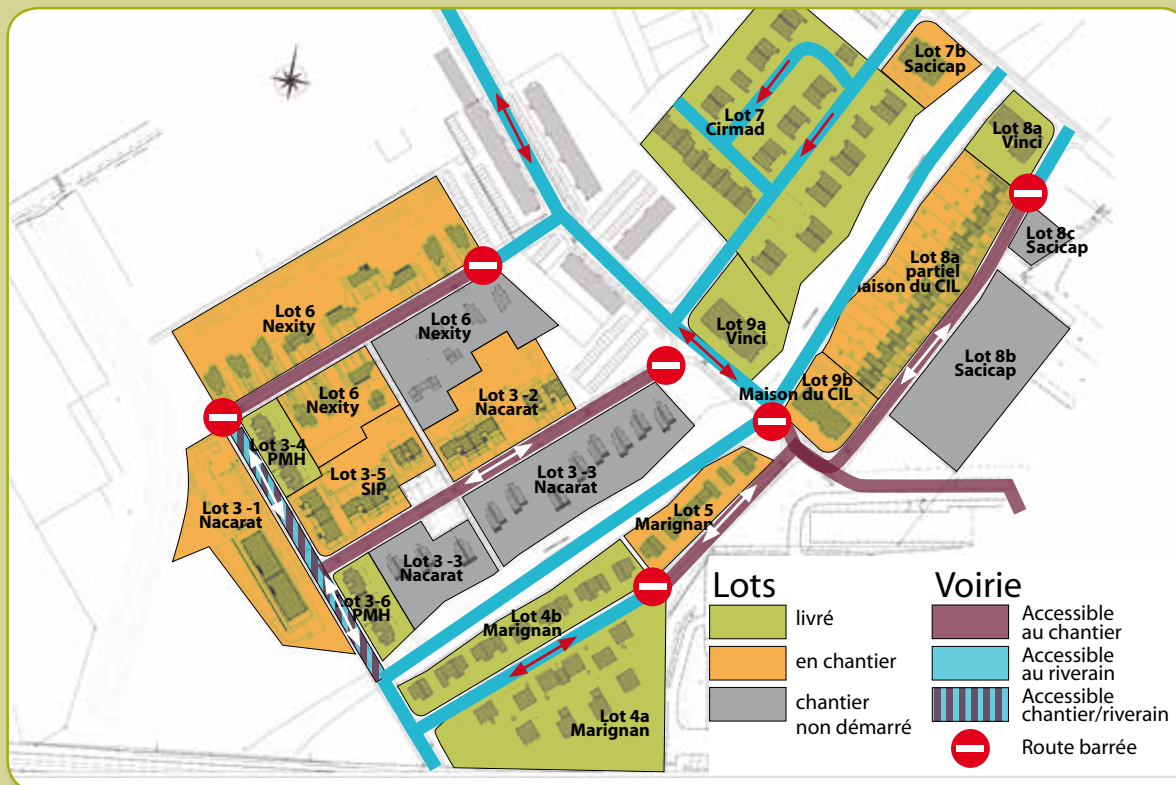 Lot 7b
Sacicap
Lot 7
Cirmad
Lot 8a
Vinci
Lot 8c
Sacicap
Lot 8a
partiel
Maison du CIL
Lot 6
Nexity
Lot 6
Nexity
Lot 9a
Vinci
Lot 8b
Sacicap
Lot 6
Nexity
Lot 3 -2
Nacarat
Lot 9b
Maison du CIL
Lot 3-4
PMH
Lot 3-5
SIP
Lot 3 -3
Nacarat
Lot 3 -1
Nacarat
Lot 5
Marignan
Lot 3 -3
Nacarat
Lot 3-6
PMH
Lot 4b
Marignan
Lot 4a
Marignan
Lots
livré
en chantier
chantier
non démarré
Voirie
Accessible
au chantier
Accessible
au riverain
Accessible
chantier/riverain
Route barrée